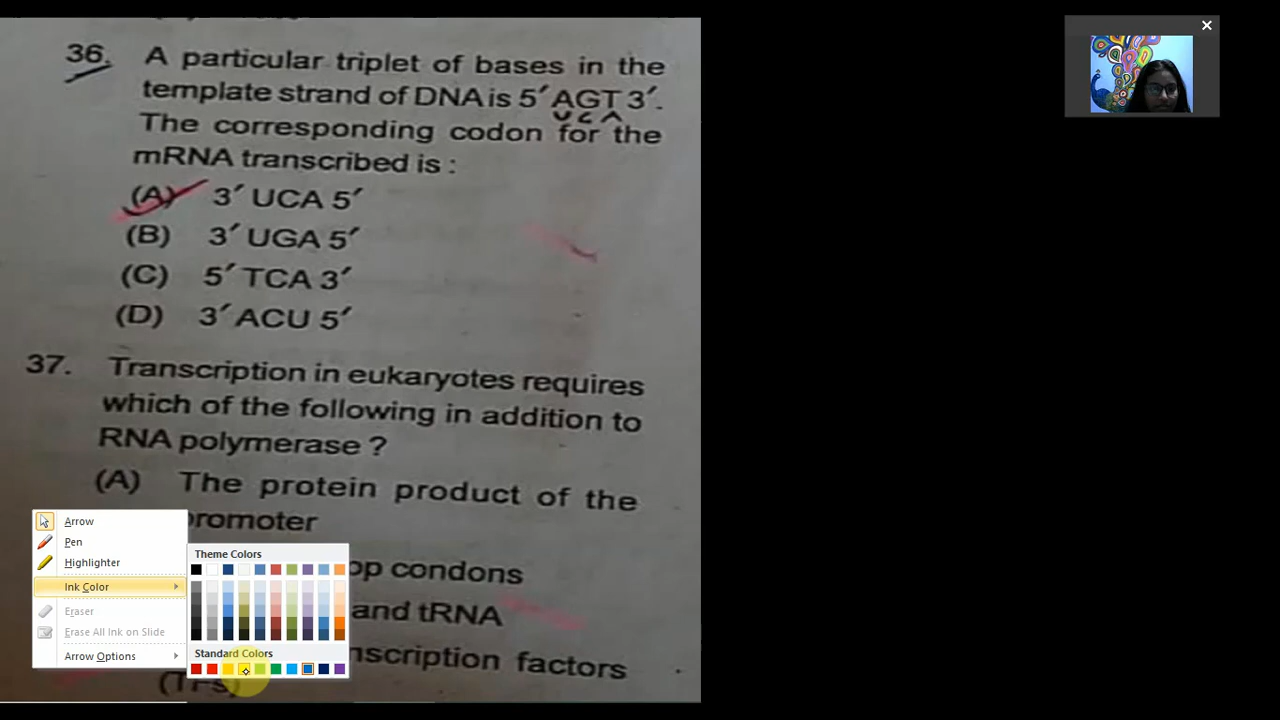 36. A particular triplet of bases in the
template strand of DNA is 5′ AGT 3′.
UCA
The corresponding codon for the
mRNA transcribed is :
(A) 3′ UCA 5′
(B) 3′ UGA 5′
(C) 5′ TCA 3′
(D) 3′ ACU 5′
37. Transcription in eukaryotes requires
which of the following in addition to
RNA polymerase ?
(A) The protein product of the
promoter
condons
and tRNA
factors
(TFs)
Arrow
Pen
Highlighter
Ink Color
Eraser
Erase All Ink on Slide
Arrow Options
Theme Colors
Standard Colors